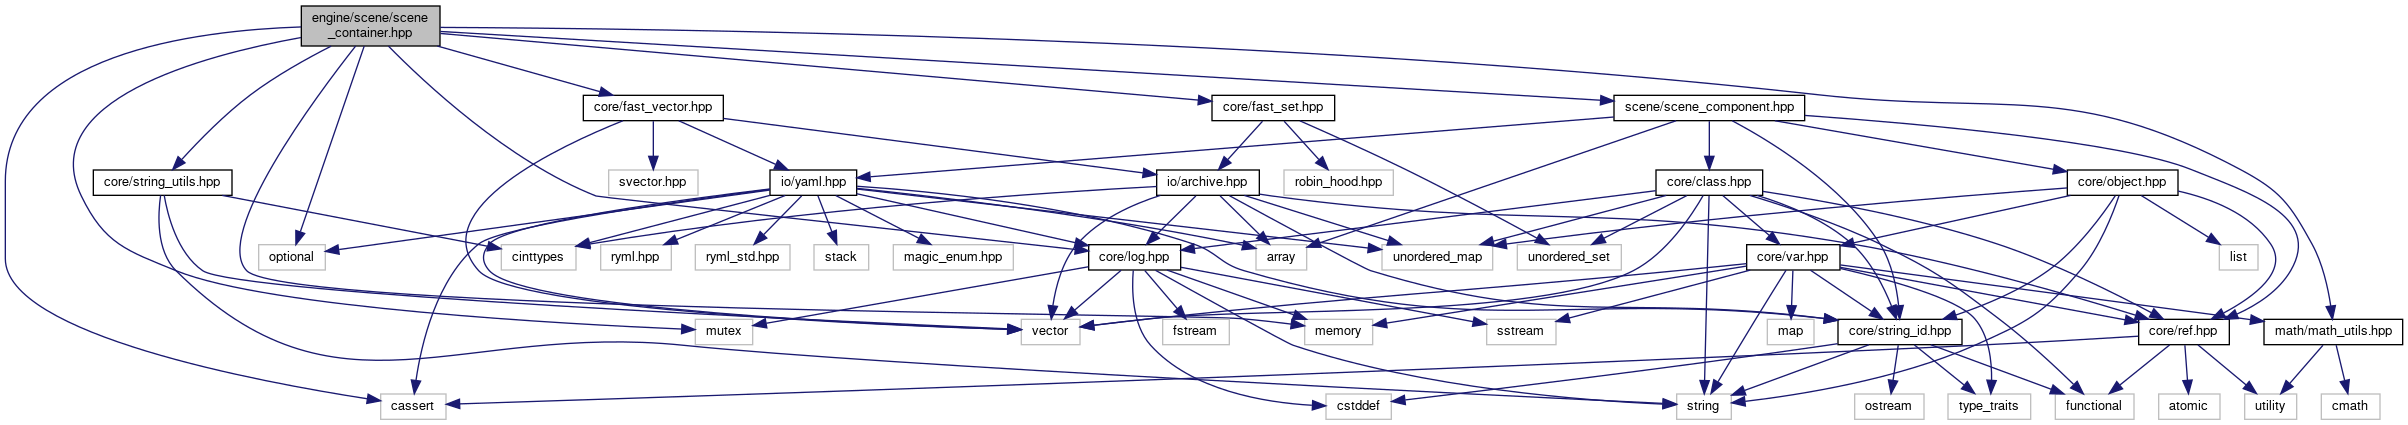 engine/scene/scene
_container.hpp
core/fast_vector.hpp
core/fast_set.hpp
scene/scene_component.hpp
core/string_utils.hpp
svector.hpp
io/yaml.hpp
io/archive.hpp
robin_hood.hpp
core/class.hpp
core/object.hpp
optional
cinttypes
ryml.hpp
ryml_std.hpp
stack
magic_enum.hpp
core/log.hpp
array
unordered_map
unordered_set
core/var.hpp
list
mutex
vector
fstream
memory
sstream
map
core/string_id.hpp
core/ref.hpp
math/math_utils.hpp
cassert
cstddef
string
ostream
type_traits
functional
atomic
utility
cmath